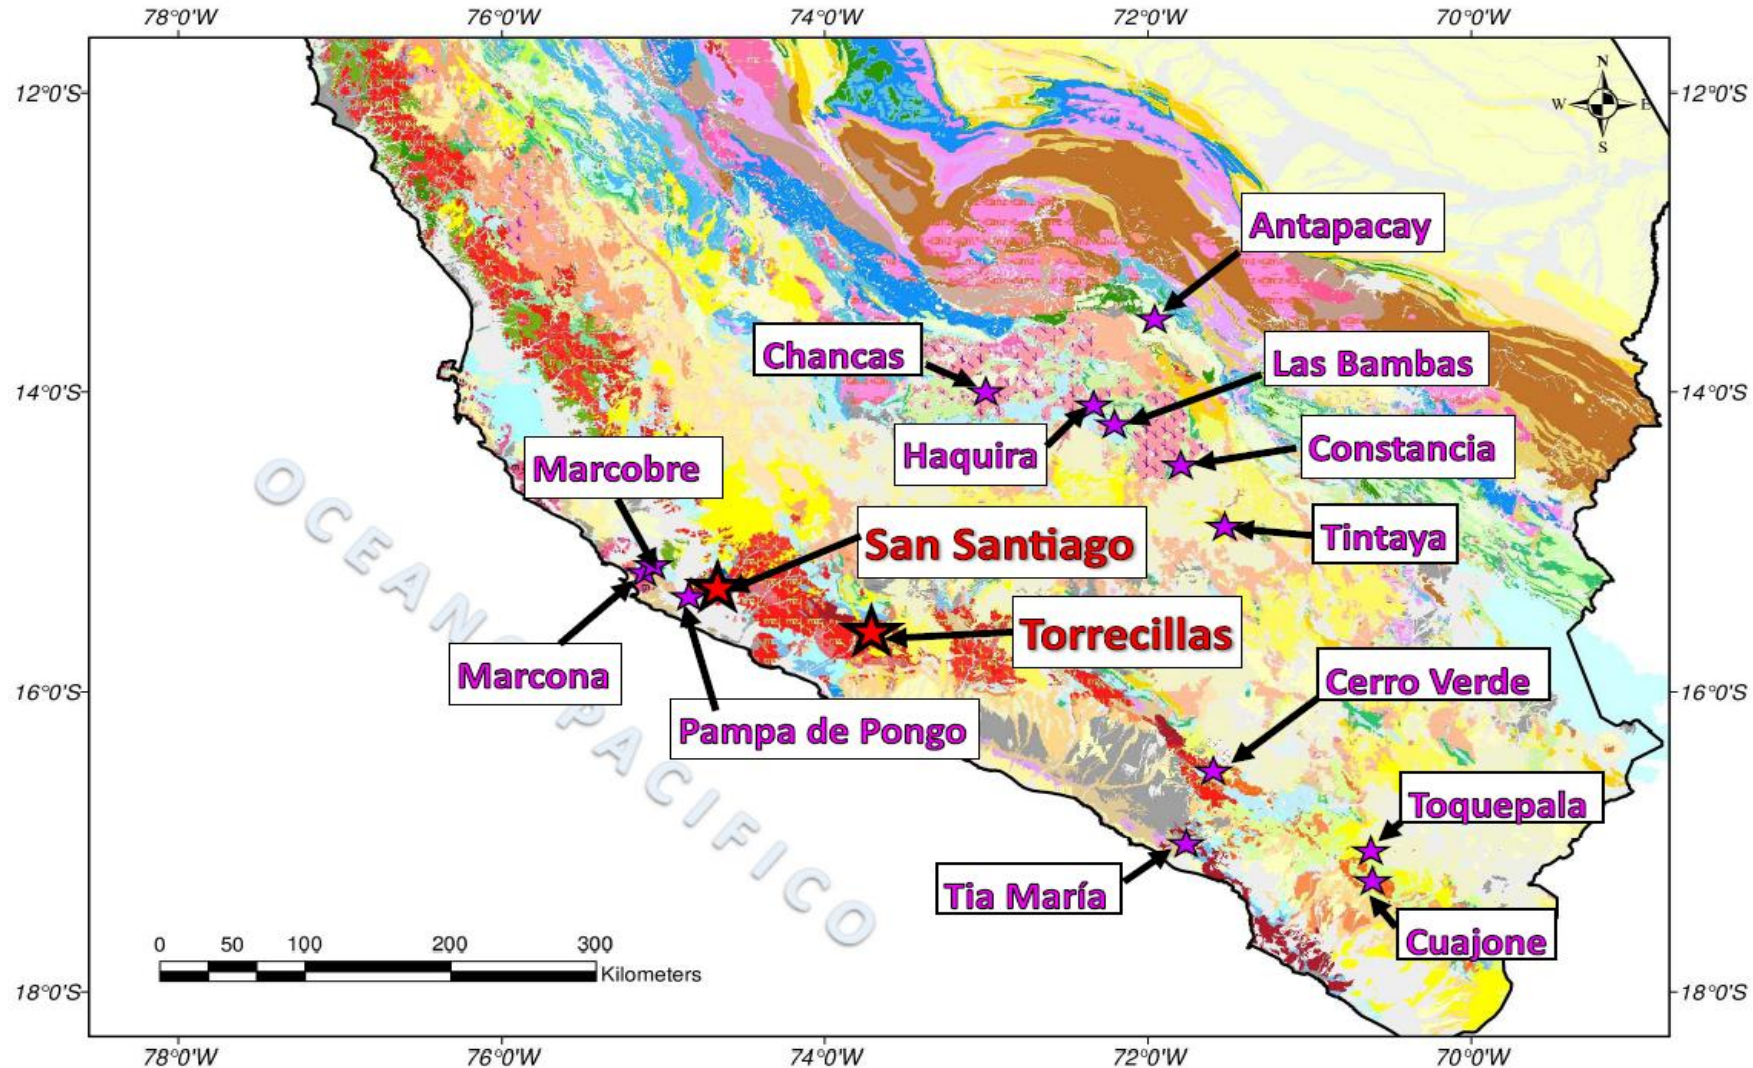 78°0'W 76°0'W 74°0'W 72°0'W 70°0'W
12°0'S 12°0'S
N
W E
S
Antapacay
Chancas
Las Bambas
14°0'S 14°0'S
Haquira
Constancia
Marcobre
Tintaya
San Santiago
Torrecillas
Marcona
Cerro Verde
16°0'S 16°0'S
Pampa de Pongo
OCEANO PACIFICO
Toquepala
Tia María
Cuajone
0 50 100 200 300
Kilometers
18°0'S 18°0'S
78°0'W 76°0'W 74°0'W 72°0'W 70°0'W